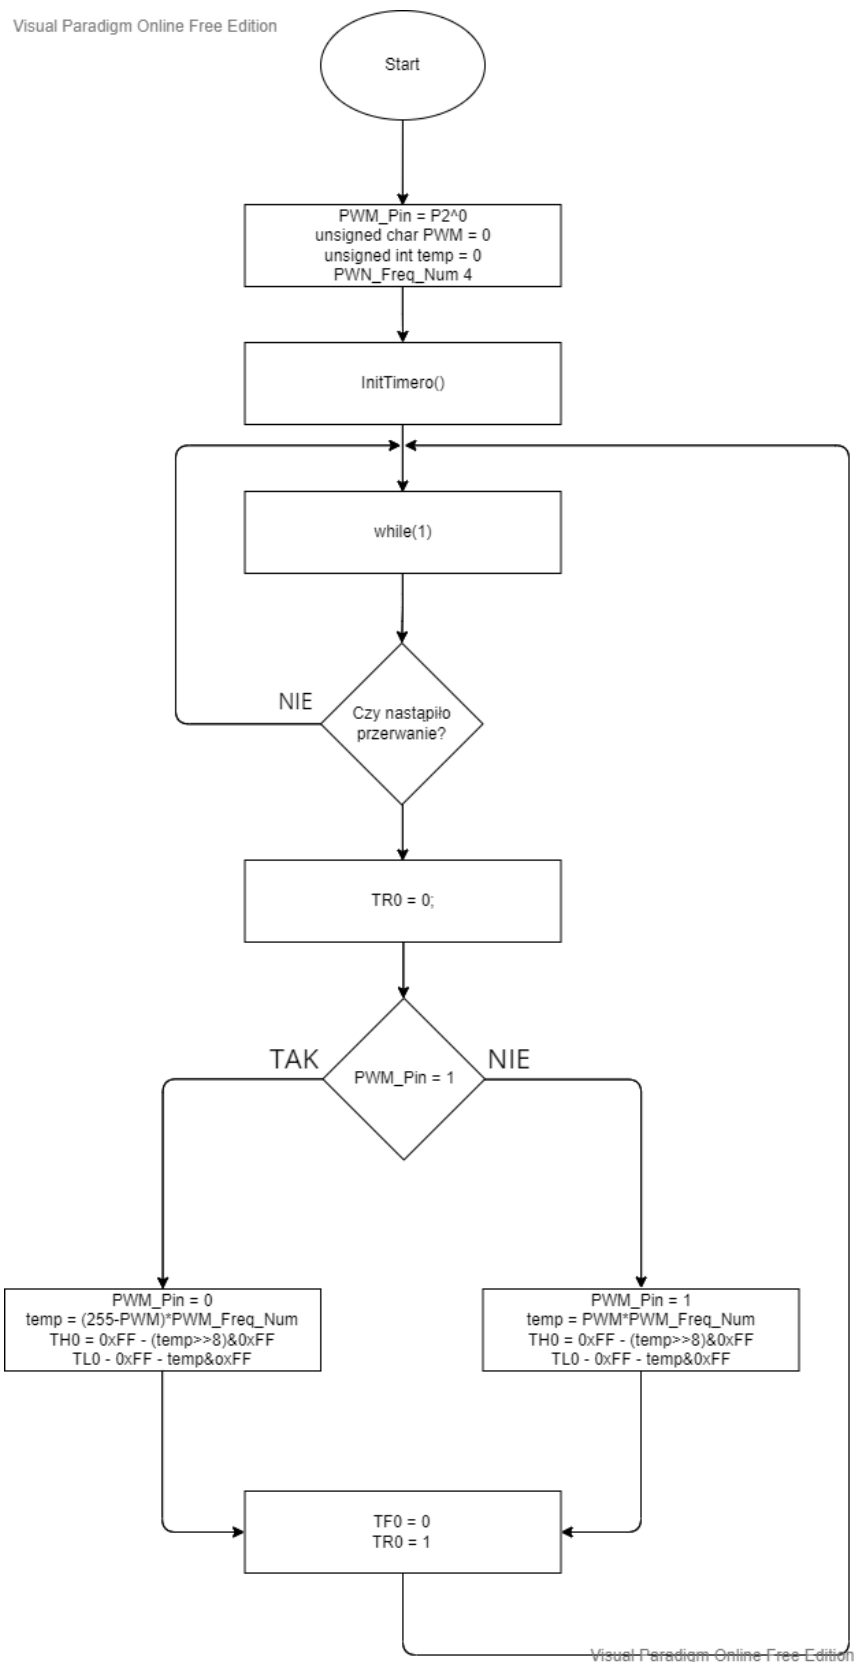 Visual Paradigm Online Free Edition
Start
PWM_Pin = P2^0
unsigned char PWM = 0
unsigned int temp = 0
PWN_Freq_Num 4
InitTimero()
while(1)
NIE
Czy nastąpiło
przerwanie?
TR0 = 0;
TAK
PWM_Pin = 1
NIE
PWM_Pin = 0
temp = (255-PWM)*PWM_Freq_Num
TH0 = 0xFF - (temp>>8)&0xFF
TL0 - 0xFF - temp&oxFF
PWM_Pin = 1
temp = PWM*PWM_Freq_Num
TH0 = 0xFF - (temp>>8)&0xFF
TL0 - 0xFF - temp&0xFF
TF0 = 0
TR0 = 1
Visual Paradigm Online Free Edition